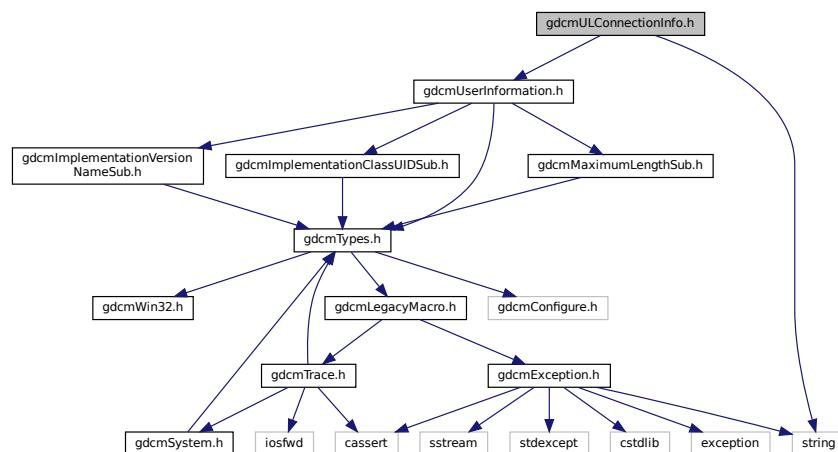 gdcmULConnectionInfo.h
gdcmUserInformation.h
gdcmImplementationVersion
NameSub.h
gdcmImplementationClassUIDSub.h
gdcmMaximumLengthSub.h
gdcmTypes.h
gdcmWin32.h
gdcmLegacyMacro.h
gdcmConfigure.h
gdcmTrace.h
gdcmException.h
gdcmSystem.h
iosfwd
cassert
sstream
stdexcept
cstdlib
exception
string